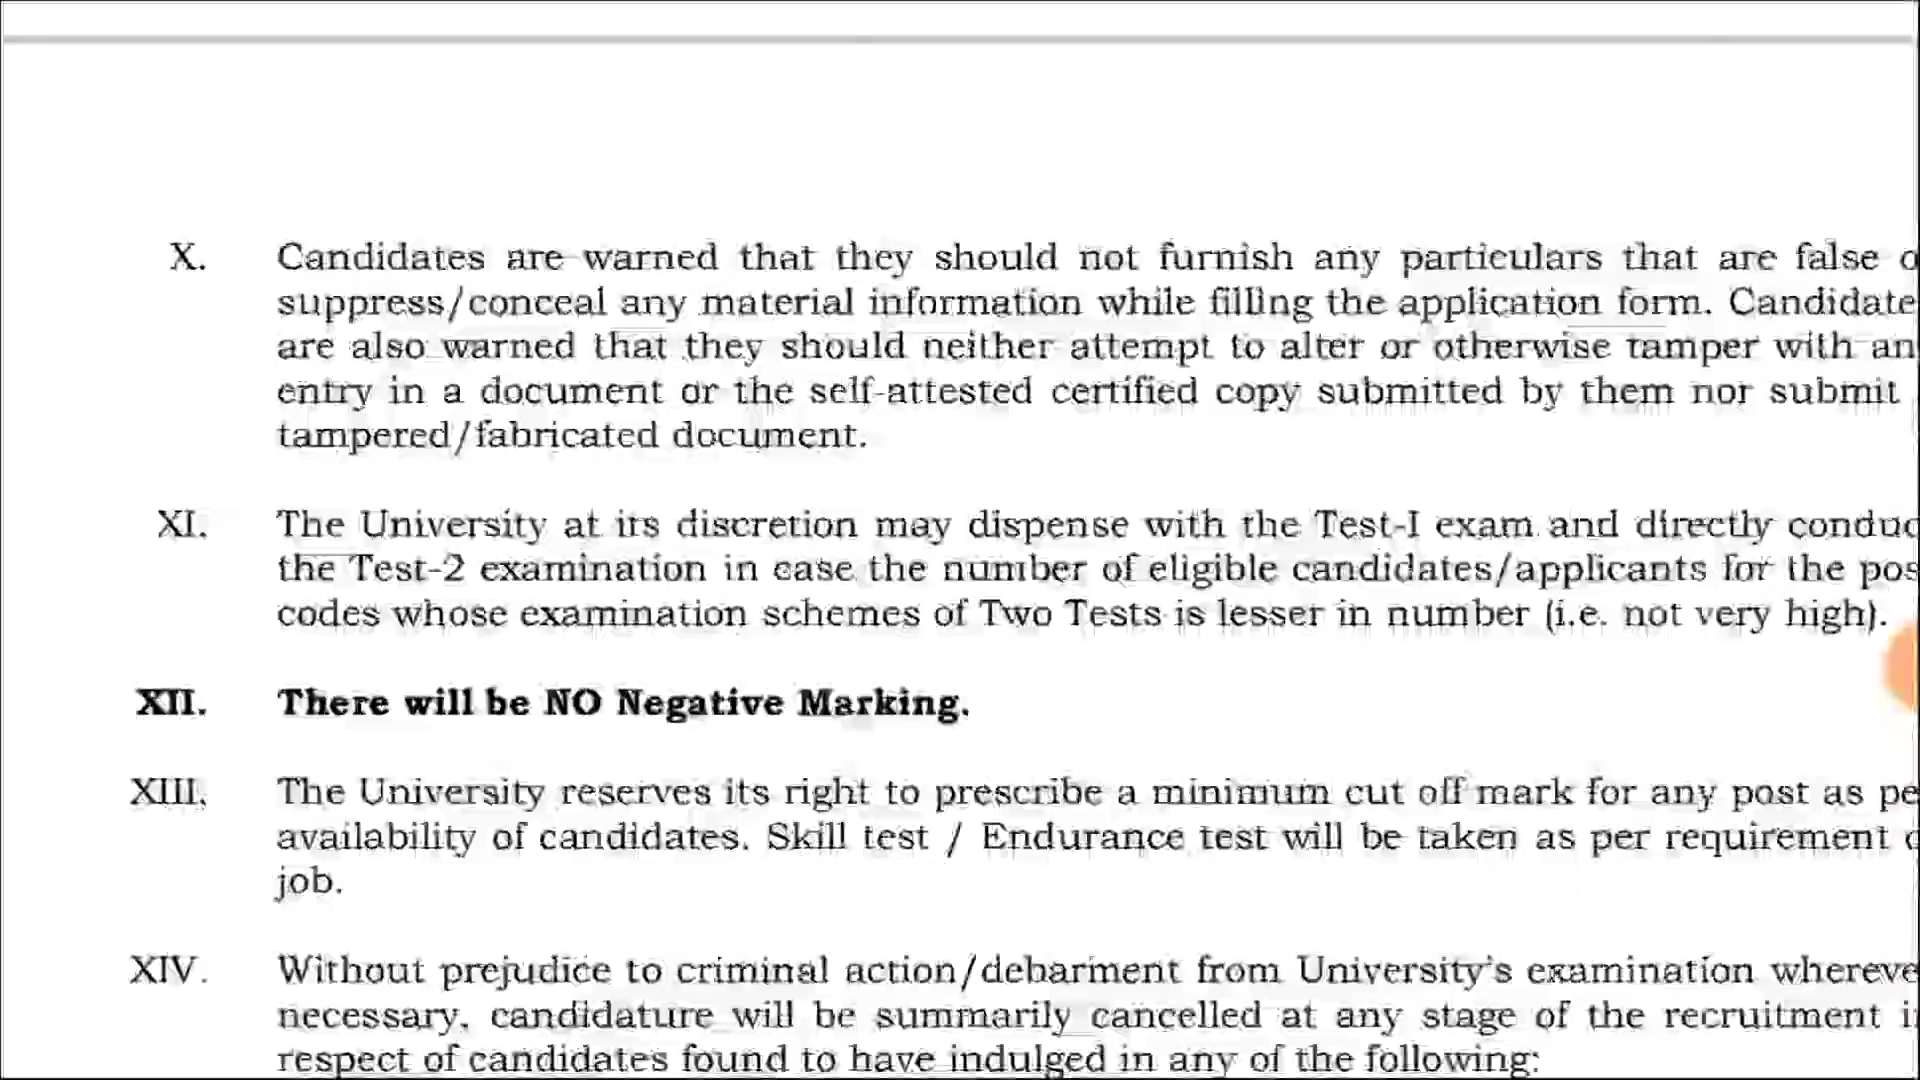 X. Candidates are warned that they should not furnish any particulars that are false
suppress/conceal any material information while filling the application form. Candidate
are also warned that they should neither attempt to alter or otherwise tamper with an
entry in a document or the self-attested certified copy submitted by them nor submit
tampered/fabricated document.
XI. The University at its discretion may dispense with the Test-I exam and directly conduc
the Test-2 examination in case the number of eligible candidates/applicants for the pos
codes whose examination schemes of Two Tests is lesser in number (i.e. not very high).
XII. There will be NO Negative Marking.
XIII. The University reserves its right to prescribe a minimum cut off mark for any post as pe
availability of candidates. Skill test / Endurance test will be taken as per requirement
job.
XIV. Without prejudice to criminal action/debarment from University's examination whereve
necessary, candidature will be summarily cancelled at any stage of the recruitment
respect of candidates found to have indulged in any of the following: